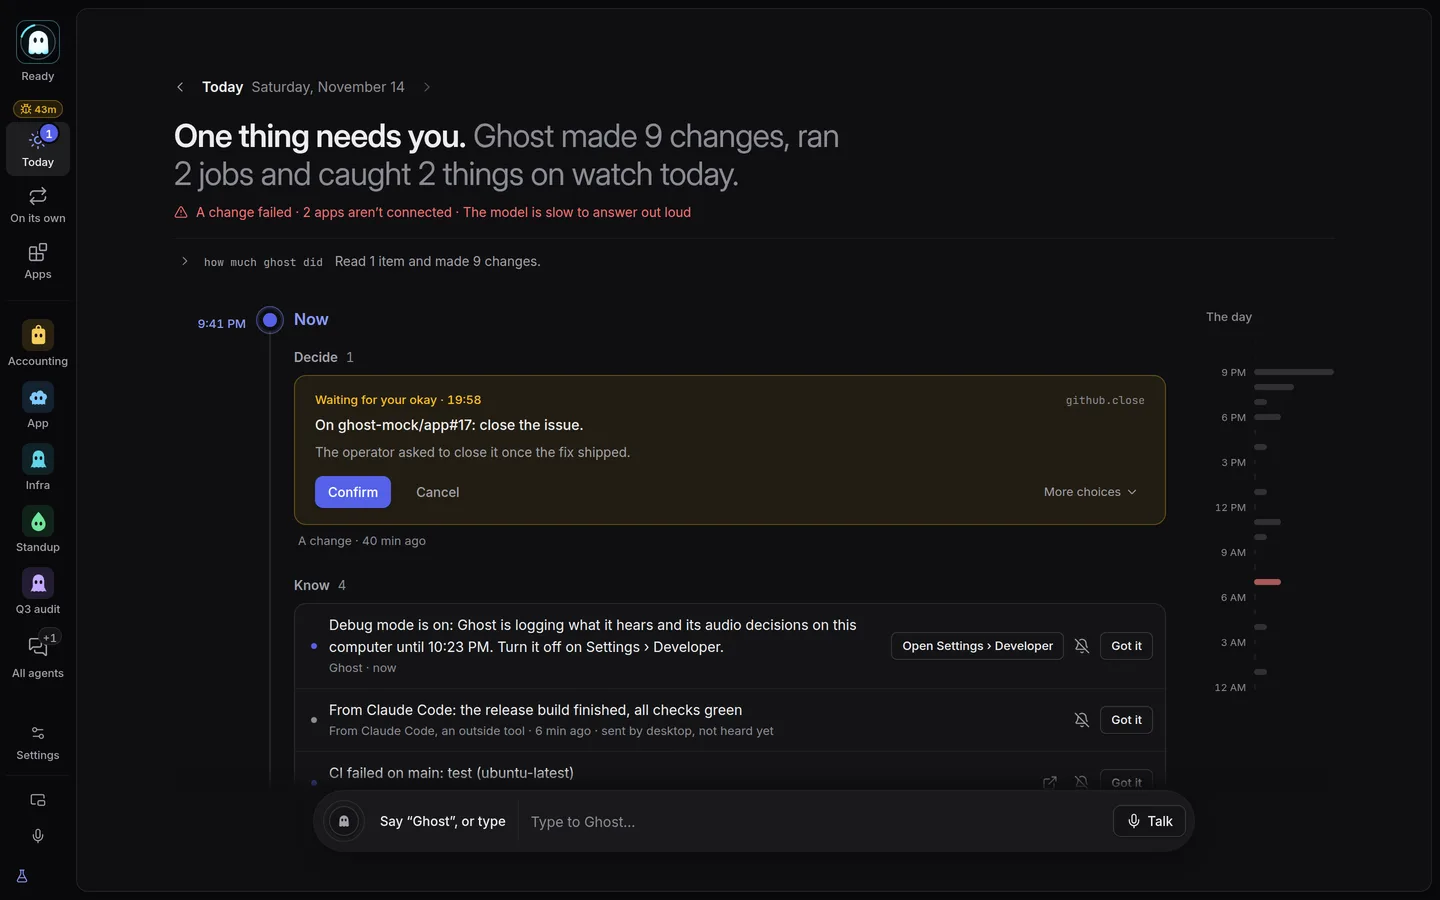 Ready
43m
1
Today
On its own
Apps
Accounting
App
Infra
Standup
Q3 audit
+1
All agents
Settings
Today Saturday, November 14
One thing needs you. Ghost made 9 changes, ran
2 jobs and caught 2 things on watch today.
A change failed · 2 apps aren’t connected · The model is slow to answer out loud
how much ghost did Read 1 item and made 9 changes.
9:41 PM
Now
Decide 1
Waiting for your okay · 19:58
github.close
On ghost-mock/app#17: close the issue.
The operator asked to close it once the fix shipped.
Confirm
Cancel
More choices
A change · 40 min ago
Know 4
Debug mode is on: Ghost is logging what it hears and its audio decisions on this
computer until 10:23 PM. Turn it off on Settings › Developer.
Ghost · now
Open Settings › Developer
Got it
From Claude Code: the release build finished, all checks green
From Claude Code, an outside tool · 6 min ago · sent by desktop, not heard yet
Got it
CI failed on main: test (ubuntu-latest)
Got it
The day
9 PM
6 PM
3 PM
12 PM
9 AM
6 AM
3 AM
12 AM
Say “Ghost”, or type
Type to Ghost...
Talk